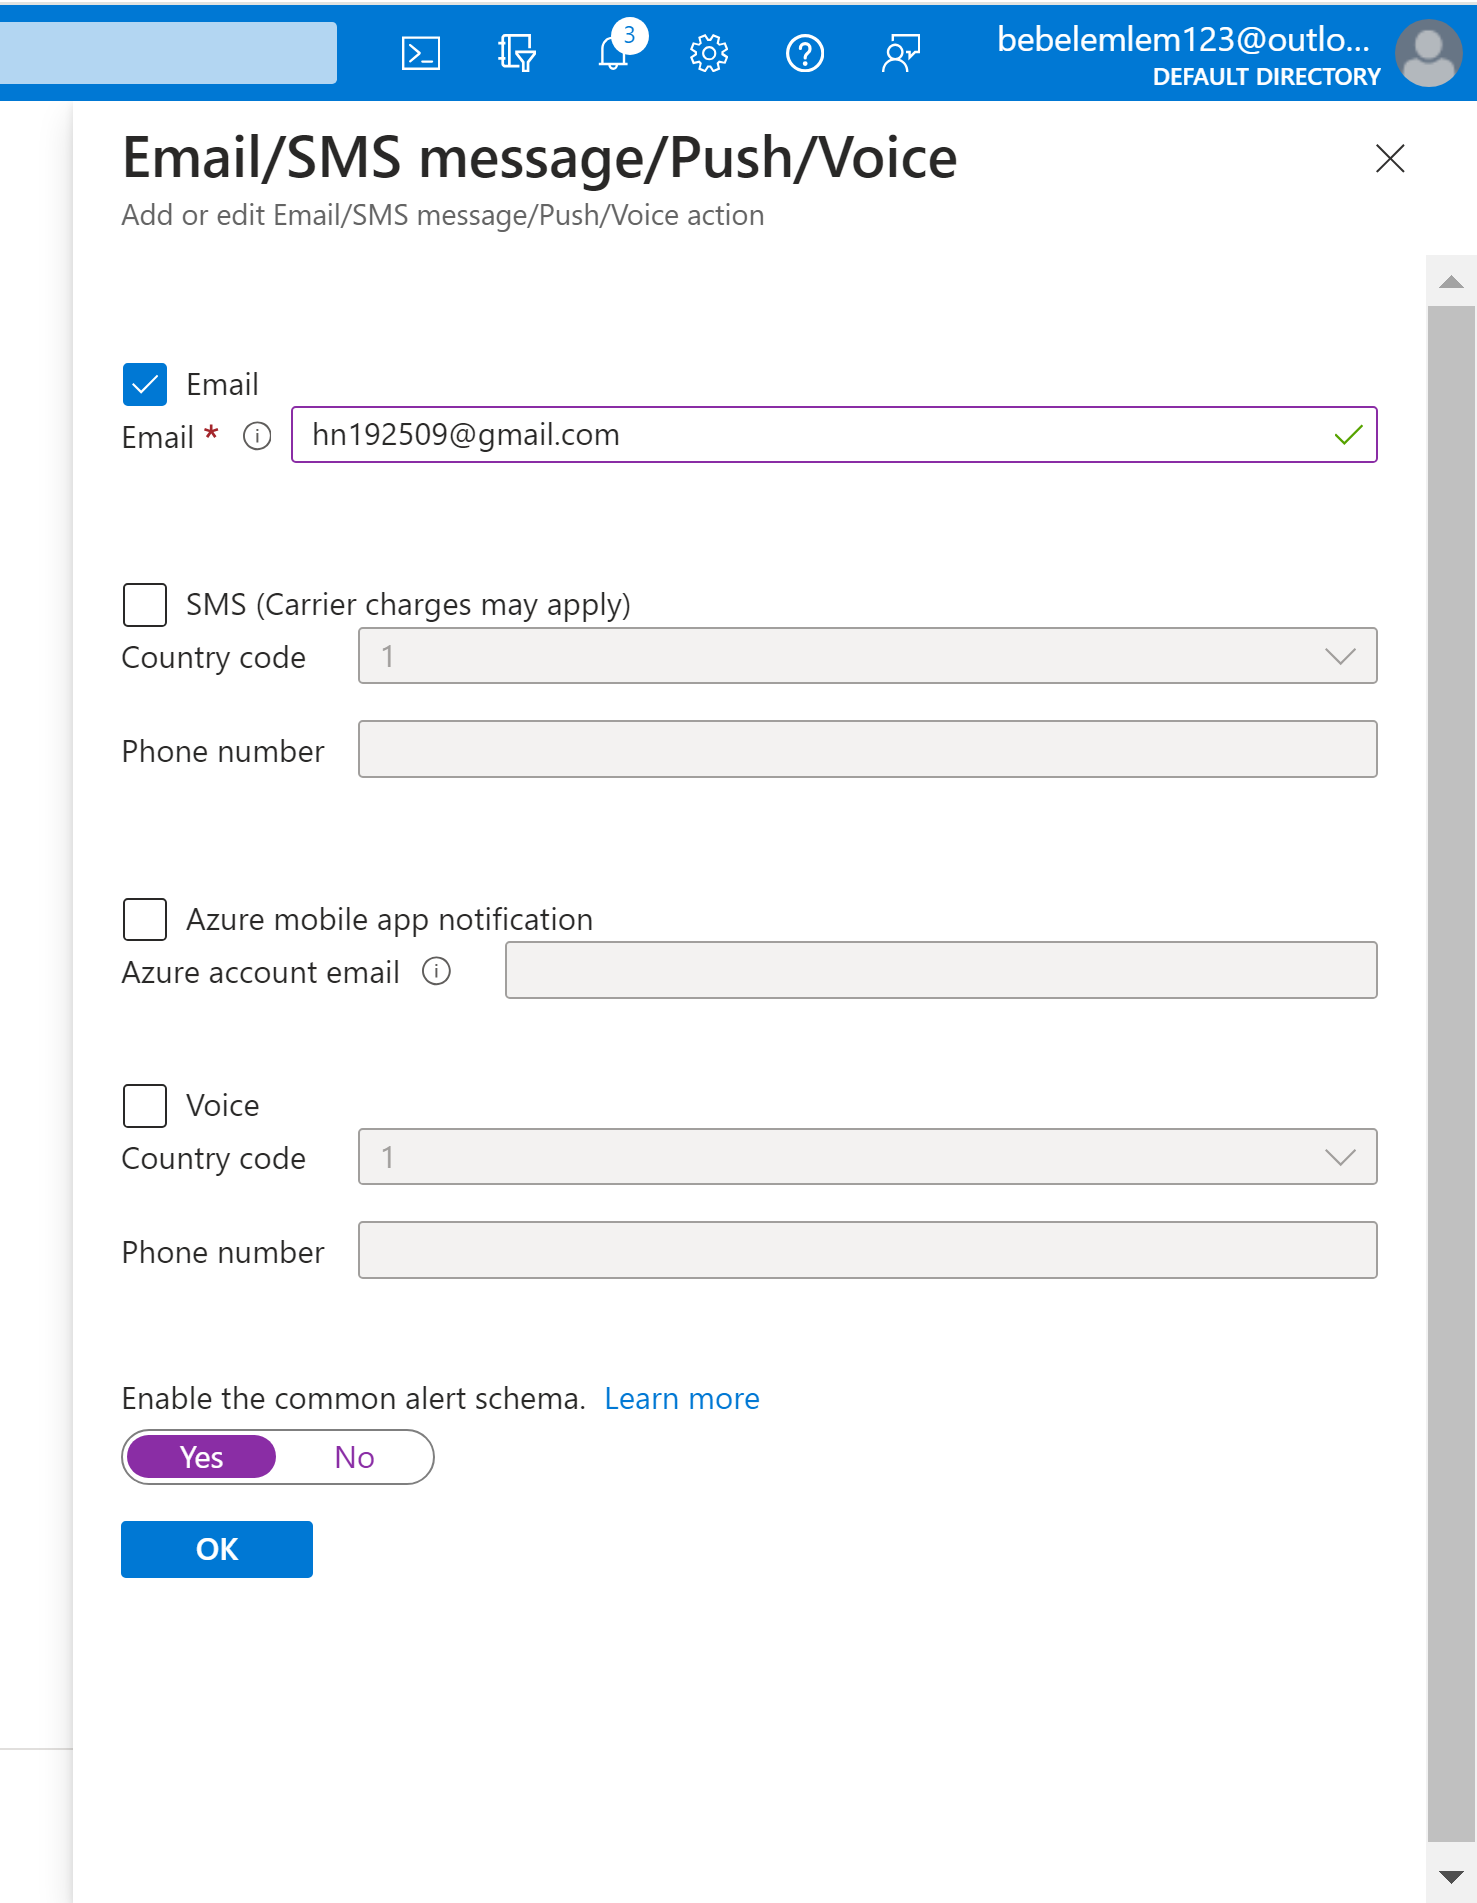 3
bebelemlem123@outlo...
DEFAULT DIRECTORY
Email/SMS message/Push/Voice
Add or edit Email/SMS message/Push/Voice action
Email
Email * hn192509@gmail.com
SMS (Carrier charges may apply)
Country code 1
Phone number
Azure mobile app notification
Azure account email
Voice
Country code 1
Phone number
Enable the common alert schema. Learn more
Yes No
OK